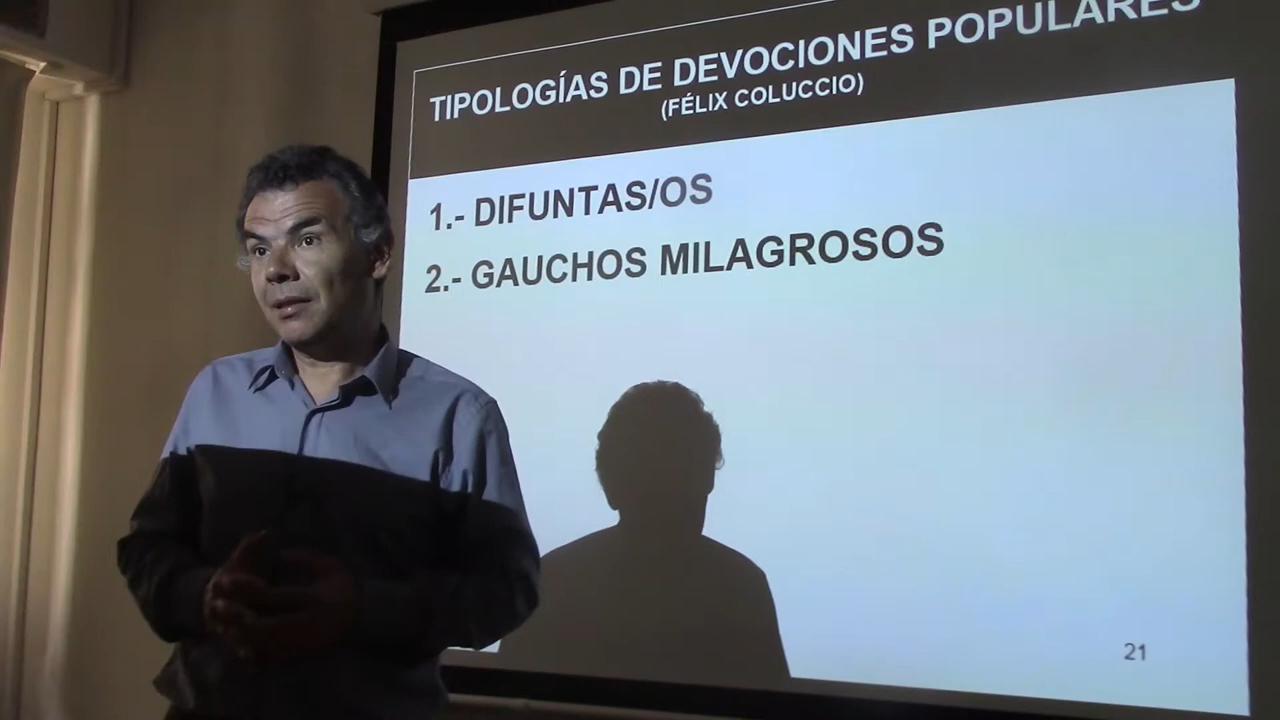 TIPOLOGÍAS DE DEVOCIONES POPULARES
(FÉLIX COLUCCIO)
1.- DIFUNTAS/OS
2.- GAUCHOS MILAGROSOS
21